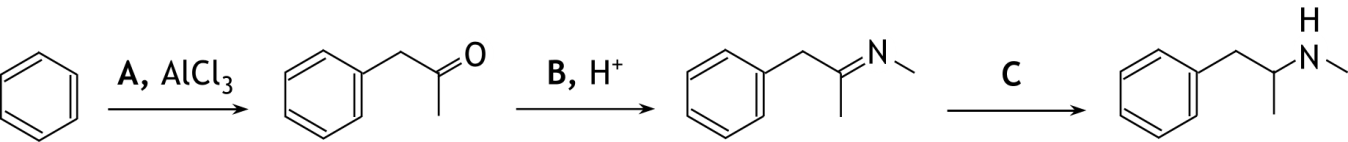 A, AlCl₃
O
B, H⁺
N
C
H
N